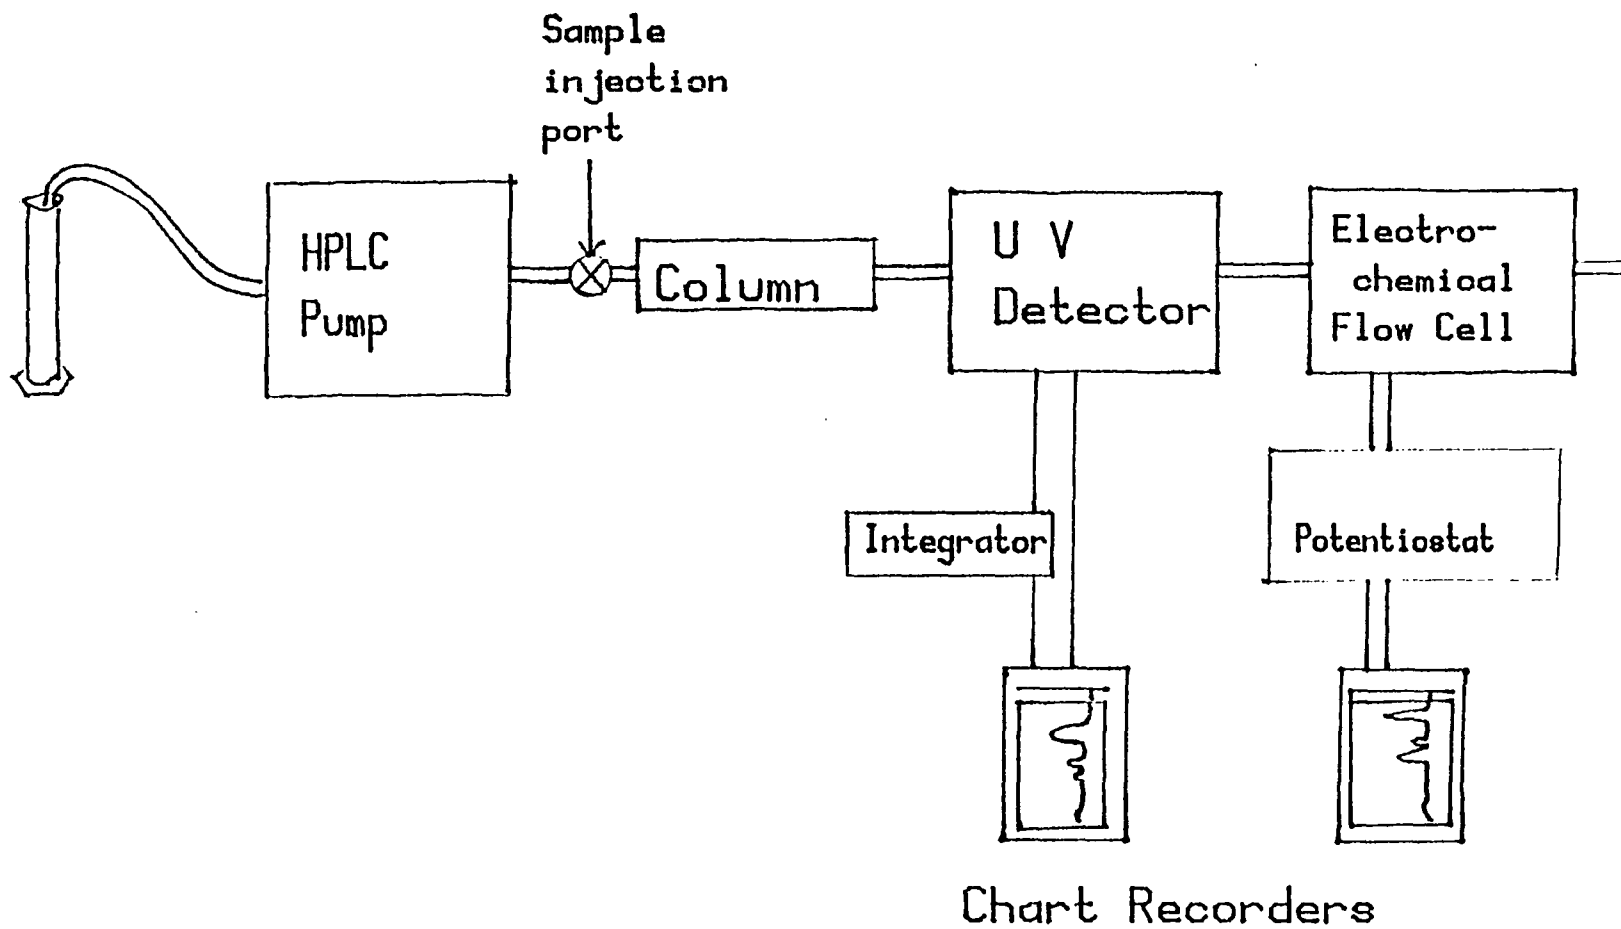 Sample
injection
port
HPLC
Pump
Column
U V
Detector
Electro-
chemical
Flow Cell
Integrator
Potentiostat
Chart Recorders